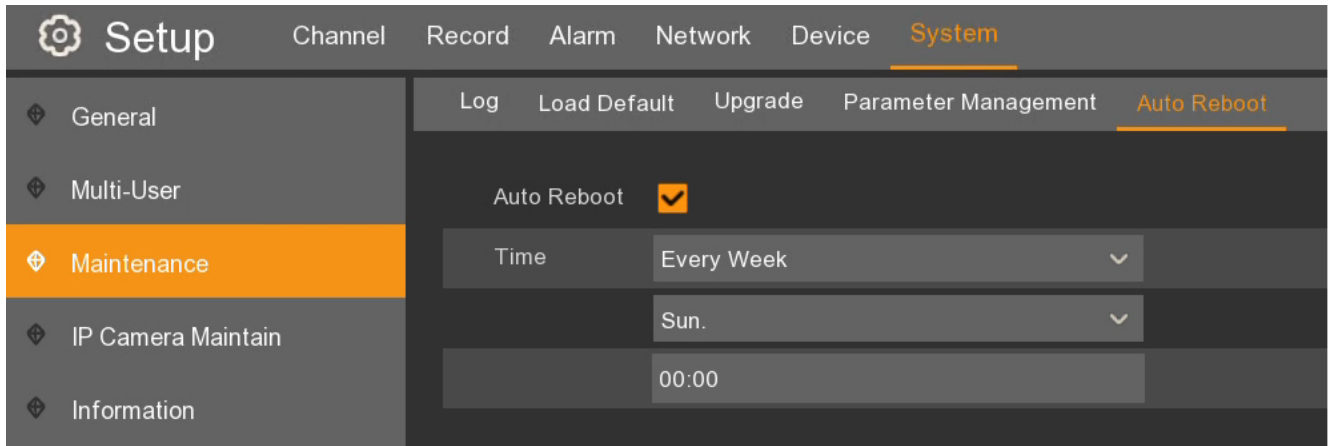 Setup Channel Record Alarm Network Device System
General
Log Load Default Upgrade Parameter Management Auto Reboot
Multi-User
Auto Reboot
Maintenance
Time Every Week
Sun.
IP Camera Maintain
00:00
Information